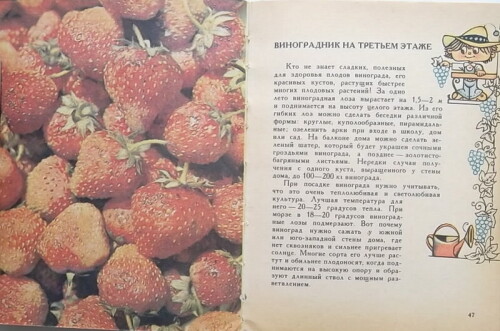 ВИНОГРАДНИК НА ТРЕТЬЕМ ЭТАЖЕ
Кто не знает сладких, полезных
для здоровья плодов винограда, его
красивых кустов, растущих быстрее
многих плодовых растений! За одно
лето виноградная лоза вырастает на 1,5—2 м
и поднимается на высоту целого этажа. Из его
гибких лоз можно сделать беседки различной
формы: круглые, куполообразные, пирамидаль-
ные; озеленить арки при входе в школу, дом
или сад. На балконе дома можно сделать зе-
леный шатер, который будет украшен сочными
гроздьями винограда, а позднее — золотисто-
багряными листьями. Нередки случаи получе-
ния с одного куста, выращенного у стены
дома, до 100—200 кг винограда.
При посадке винограда нужно учитывать,
что это очень теплолюбивая и светолюбивая
культура. Лучшая температура для
него — 20—25 градусов тепла. При
морозе в 18—20 градусов виноград-
ные лозы подмерзают. Вот почему
виноград нужно сажать у южной
или юго-западной стены дома, где
нет сквозняков и сильнее пригревает
солнце. Многие сорта его лучше рас-
тут и обильнее плодоносят, когда под-
нимаются на высокую опору и обра-
зуют длинный ствол с мощным раз-
ветвлением.
47